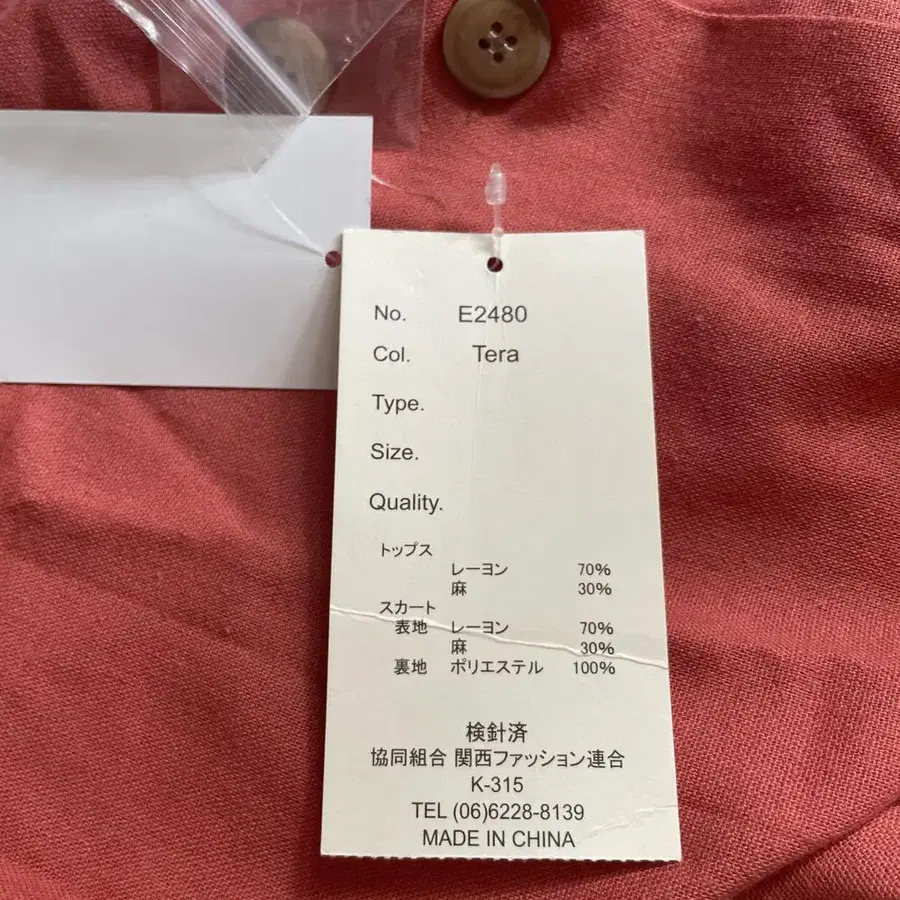 No. E2480
Col. Tera
Type.
Size.
Quality.
トップス
レーヨン 70%
麻 30%
スカート
表地 レーヨン 70%
麻 30%
裏地 ポリエステル 100%
検針済
協同組合 関西ファッション連合
K-315
TEL (06)6228-8139
MADE IN CHINA